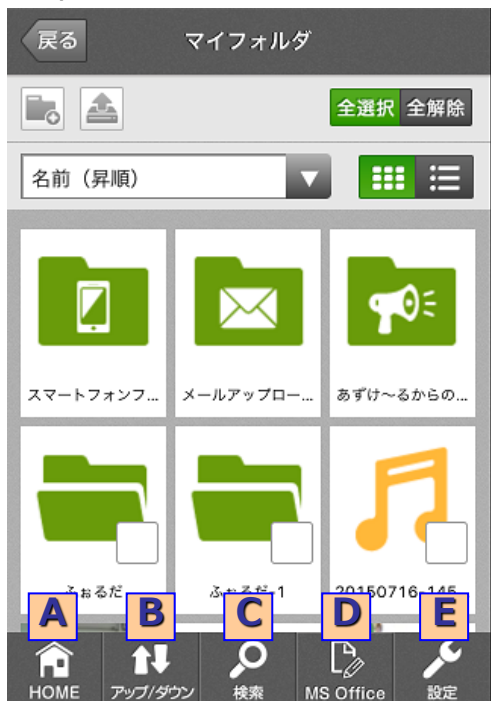 戻る
マイフォルダ
全選択 全解除
名前（昇順）
スマートフォンフ...
メールアップロー...
あずけ～るからの...
ふぉるだ
ふぉるだ-1
20150716-145
A
B
C
D
E
HOME
アップ/ダウン
検索
MS Office
設定